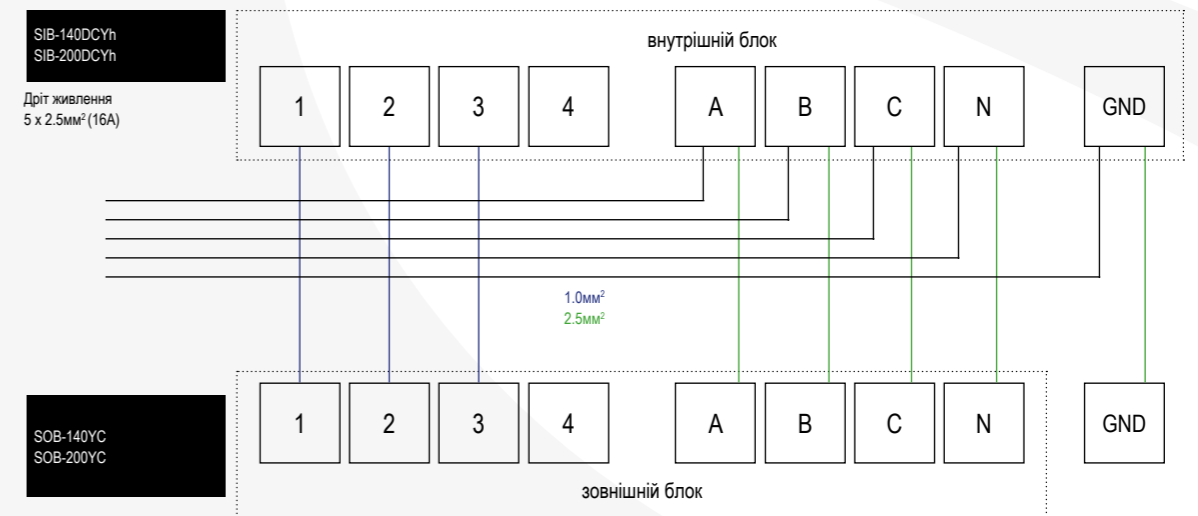 SIB-140DCYh
SIB-200DCYh
внутрішній блок
Дріт живлення
5 x 2.5мм² (16А)
1 2 3 4 A B C N GND
1.0мм²
2.5мм²
1 2 3 4 A B C N GND
SOB-140YC
SOB-200YC
зовнішній блок